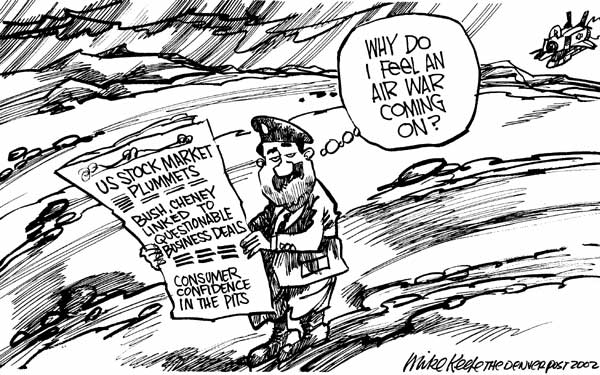 WHY DO
I FEEL AN
AIR WAR
COMING
ON?
US STOCK MARKET
PLUMMETS
BUSH, CHENEY
LINKED TO
QUESTIONABLE
BUSINESS DEALS
CONSUMER
CONFIDENCE
IN THE PITS
Mike Keefe THE DENVER POST 2002